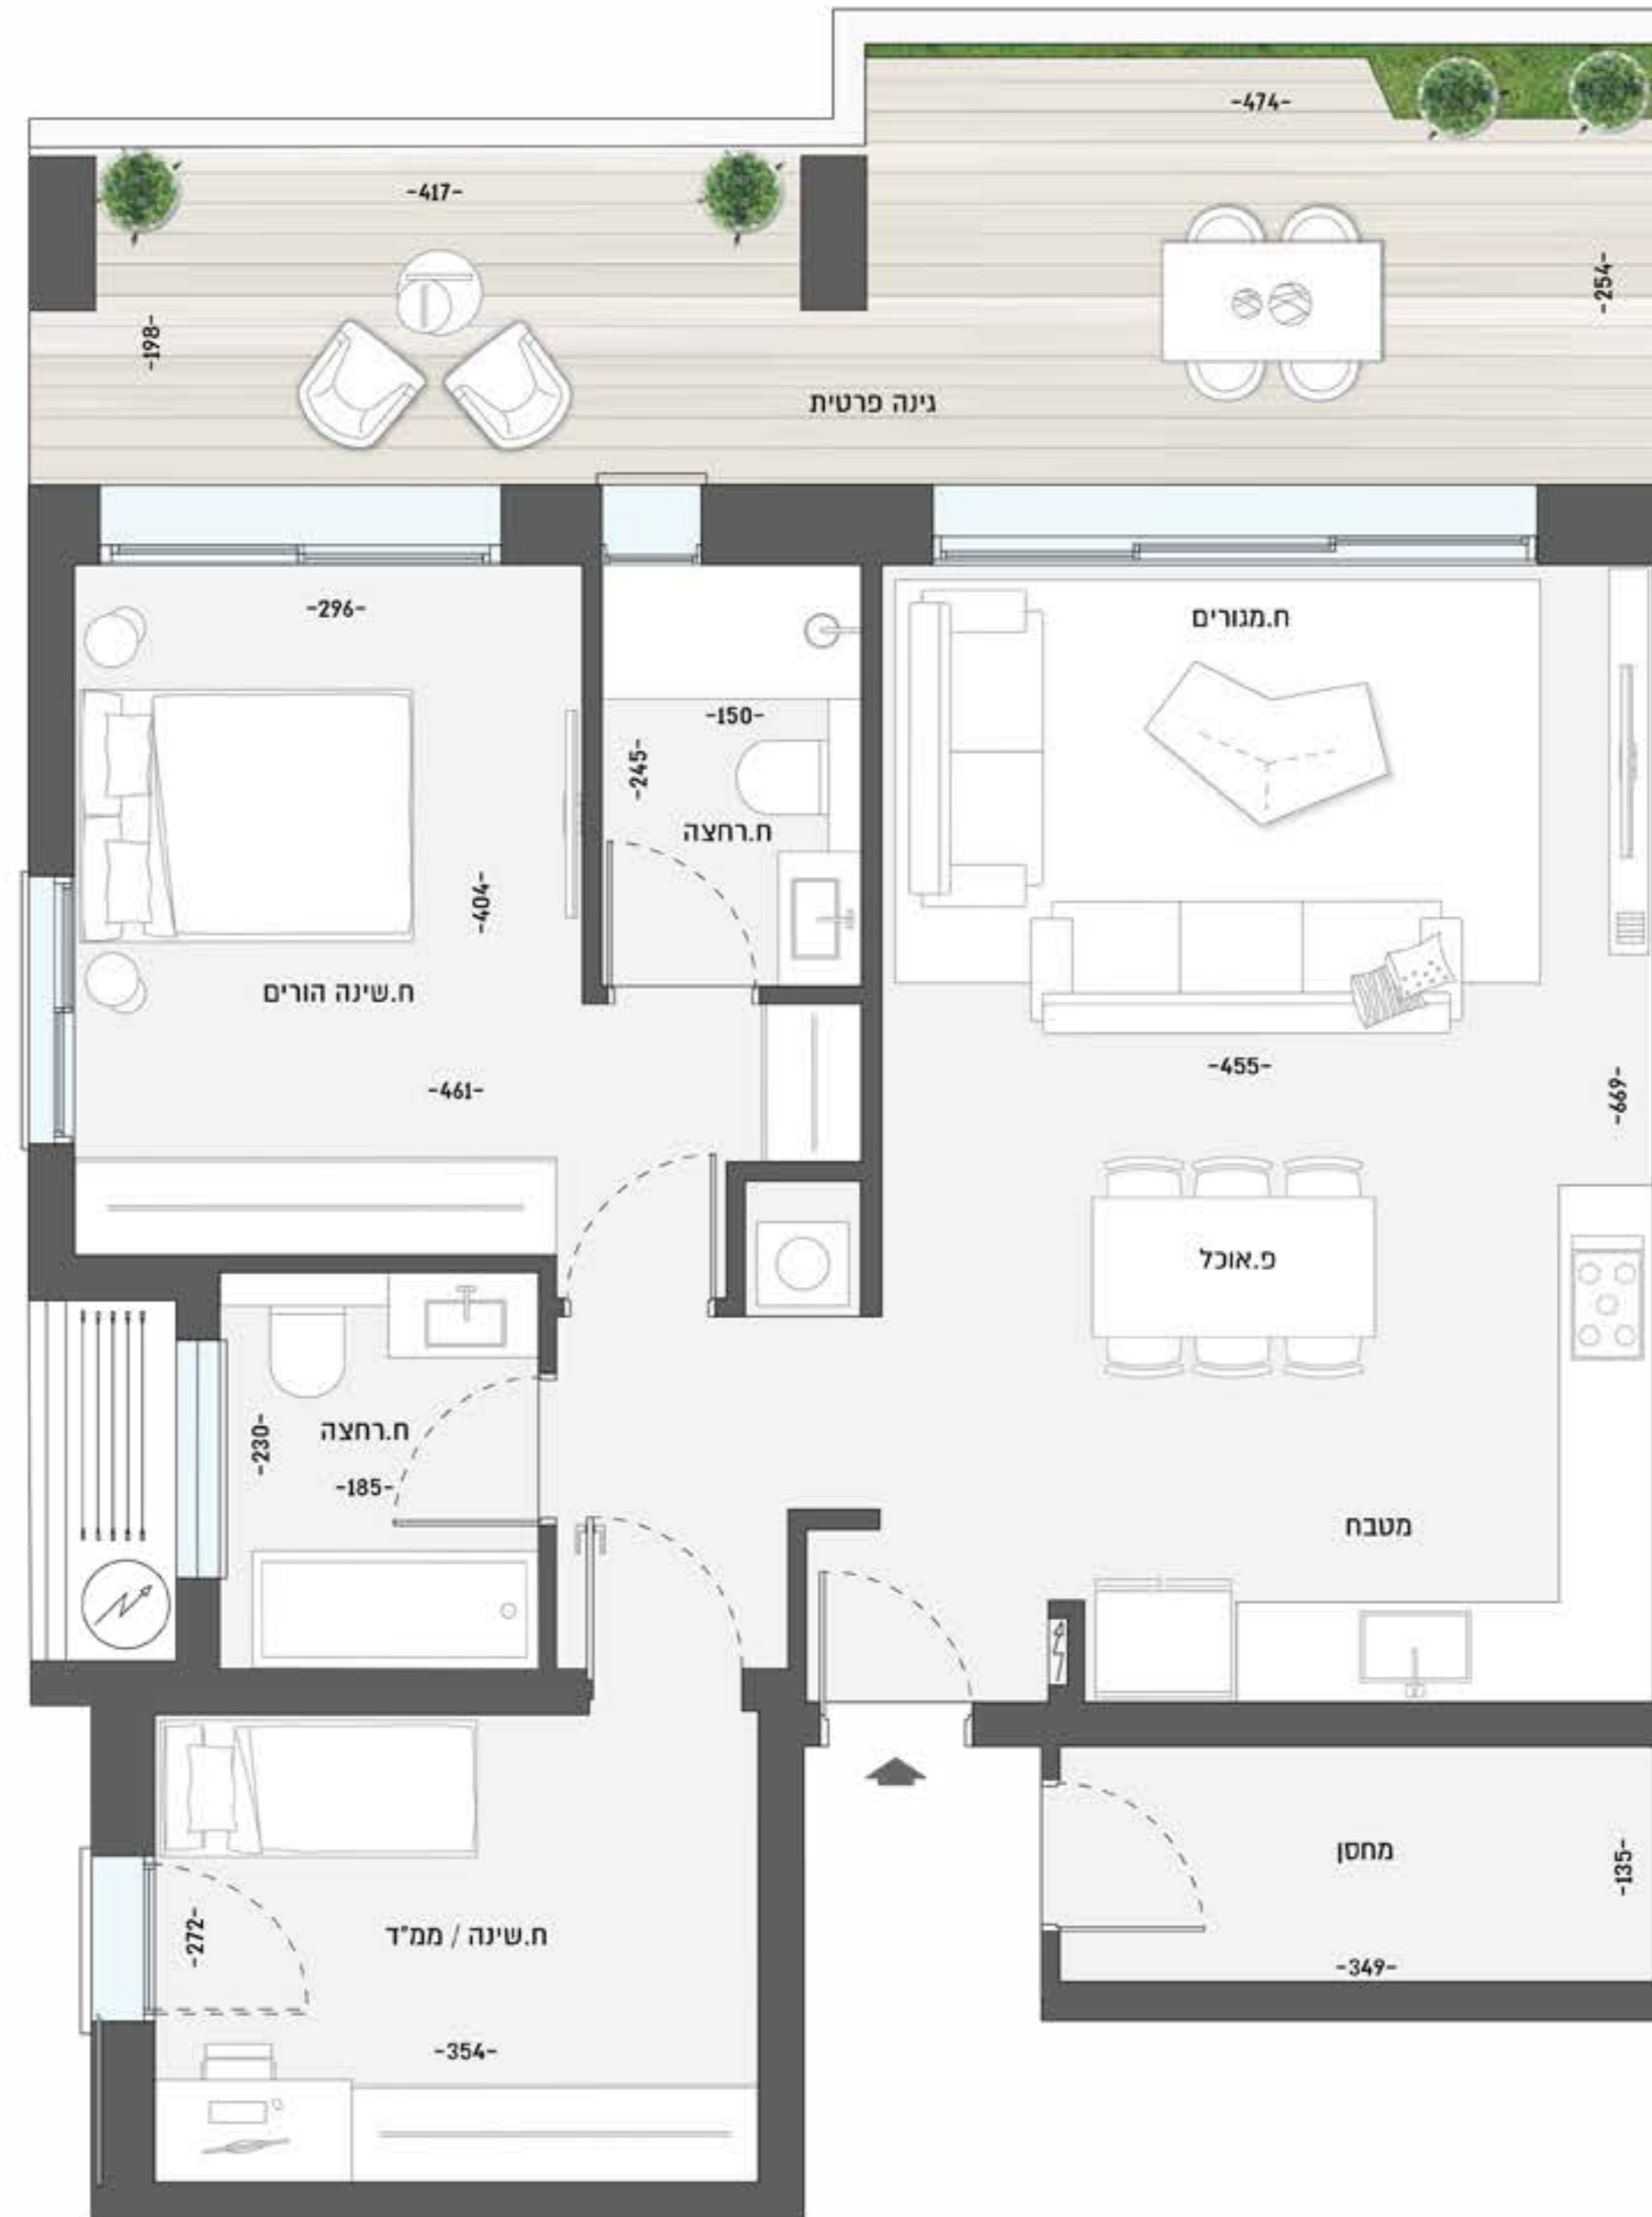 -474-
-417-
-254-
-198-
גינה פרטית
-296-
ח.מגורים
-150-
-245-
ח.רחצה
-404-
ח.שינה הורים
-455-
-461-
-669-
פ.אוכל
ח.רחצה
-230-
-185-
מטבח
מחסן
-135-
ח.שינה / ממ"ד
-272-
-349-
-354-